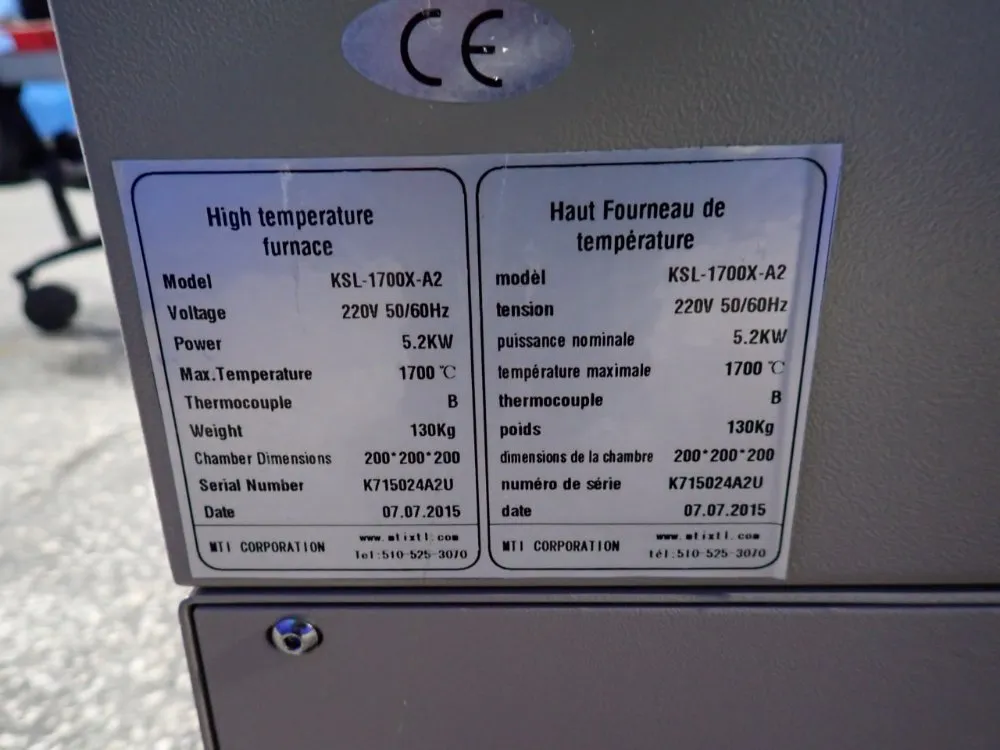 CE
High temperature
furnace
Model KSL-1700X-A2
Voltage 220V 50/60Hz
Power 5.2KW
Max.Temperature 1700℃
Thermocouple B
Weight 130Kg
Chamber Dimensions 200*200*200
Serial Number K715024A2U
Date 07.07.2015
MTI CORPORATION www.mtixtl.com
Tel:510-525-3070
Haut Fourneau de
température
modèl KSL-1700X-A2
tension 220V 50/60Hz
puissance nominale 5.2KW
température maximale 1700℃
thermocouple B
poids 130Kg
dimensions de la chambre 200*200*200
numéro de série K715024A2U
date 07.07.2015
MTI CORPORATION www.mtixtl.com
tél:510-525-3070